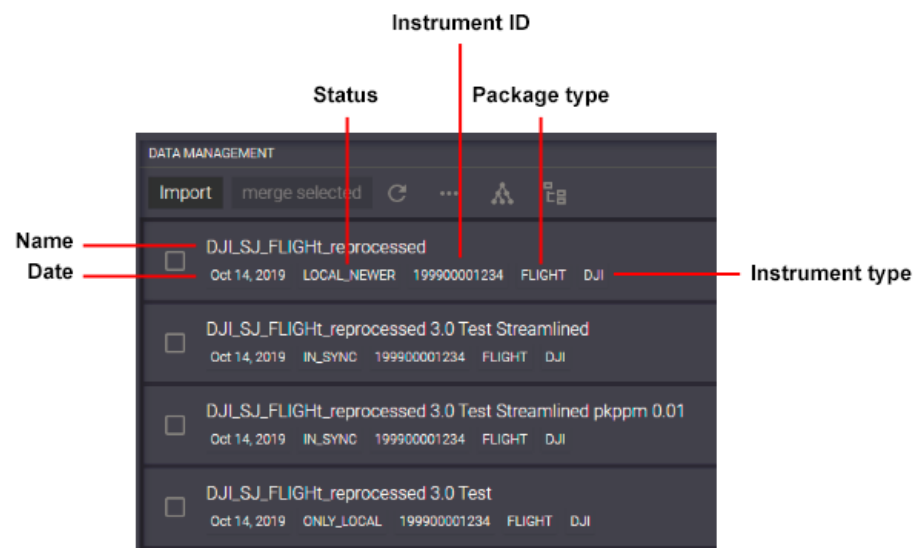 Instrument ID
Status
Package type
DATA MANAGEMENT
Import merge selected
Name
DJI_SJ_FLIGHt_reprocessed
Date
Oct 14, 2019 LOCAL_NEWER 199900001234 FLIGHT DJI
Instrument type
DJI_SJ_FLIGHt_reprocessed 3.0 Test Streamlined
Oct 14, 2019 IN_SYNC 199900001234 FLIGHT DJI
DJI_SJ_FLIGHt_reprocessed 3.0 Test Streamlined pkppm 0.01
Oct 14, 2019 IN_SYNC 199900001234 FLIGHT DJI
DJI_SJ_FLIGHt_reprocessed 3.0 Test
Oct 14, 2019 ONLY_LOCAL 199900001234 FLIGHT DJI